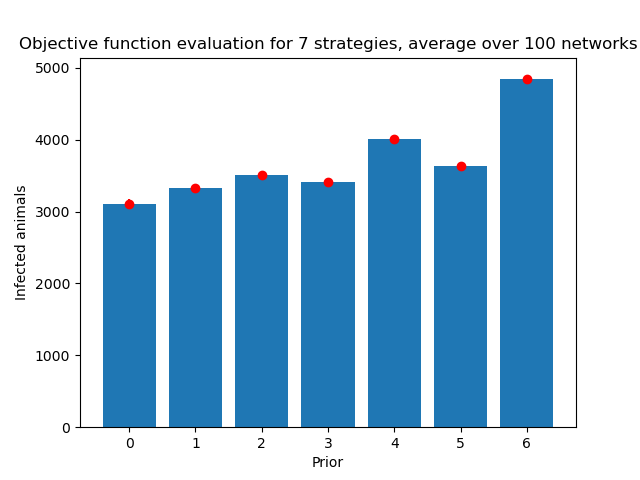 Objective function evaluation for 7 strategies, average over 100 networks
5000
4000
3000
2000
1000
0
Infected animals
0 1 2 3 4 5 6
Prior